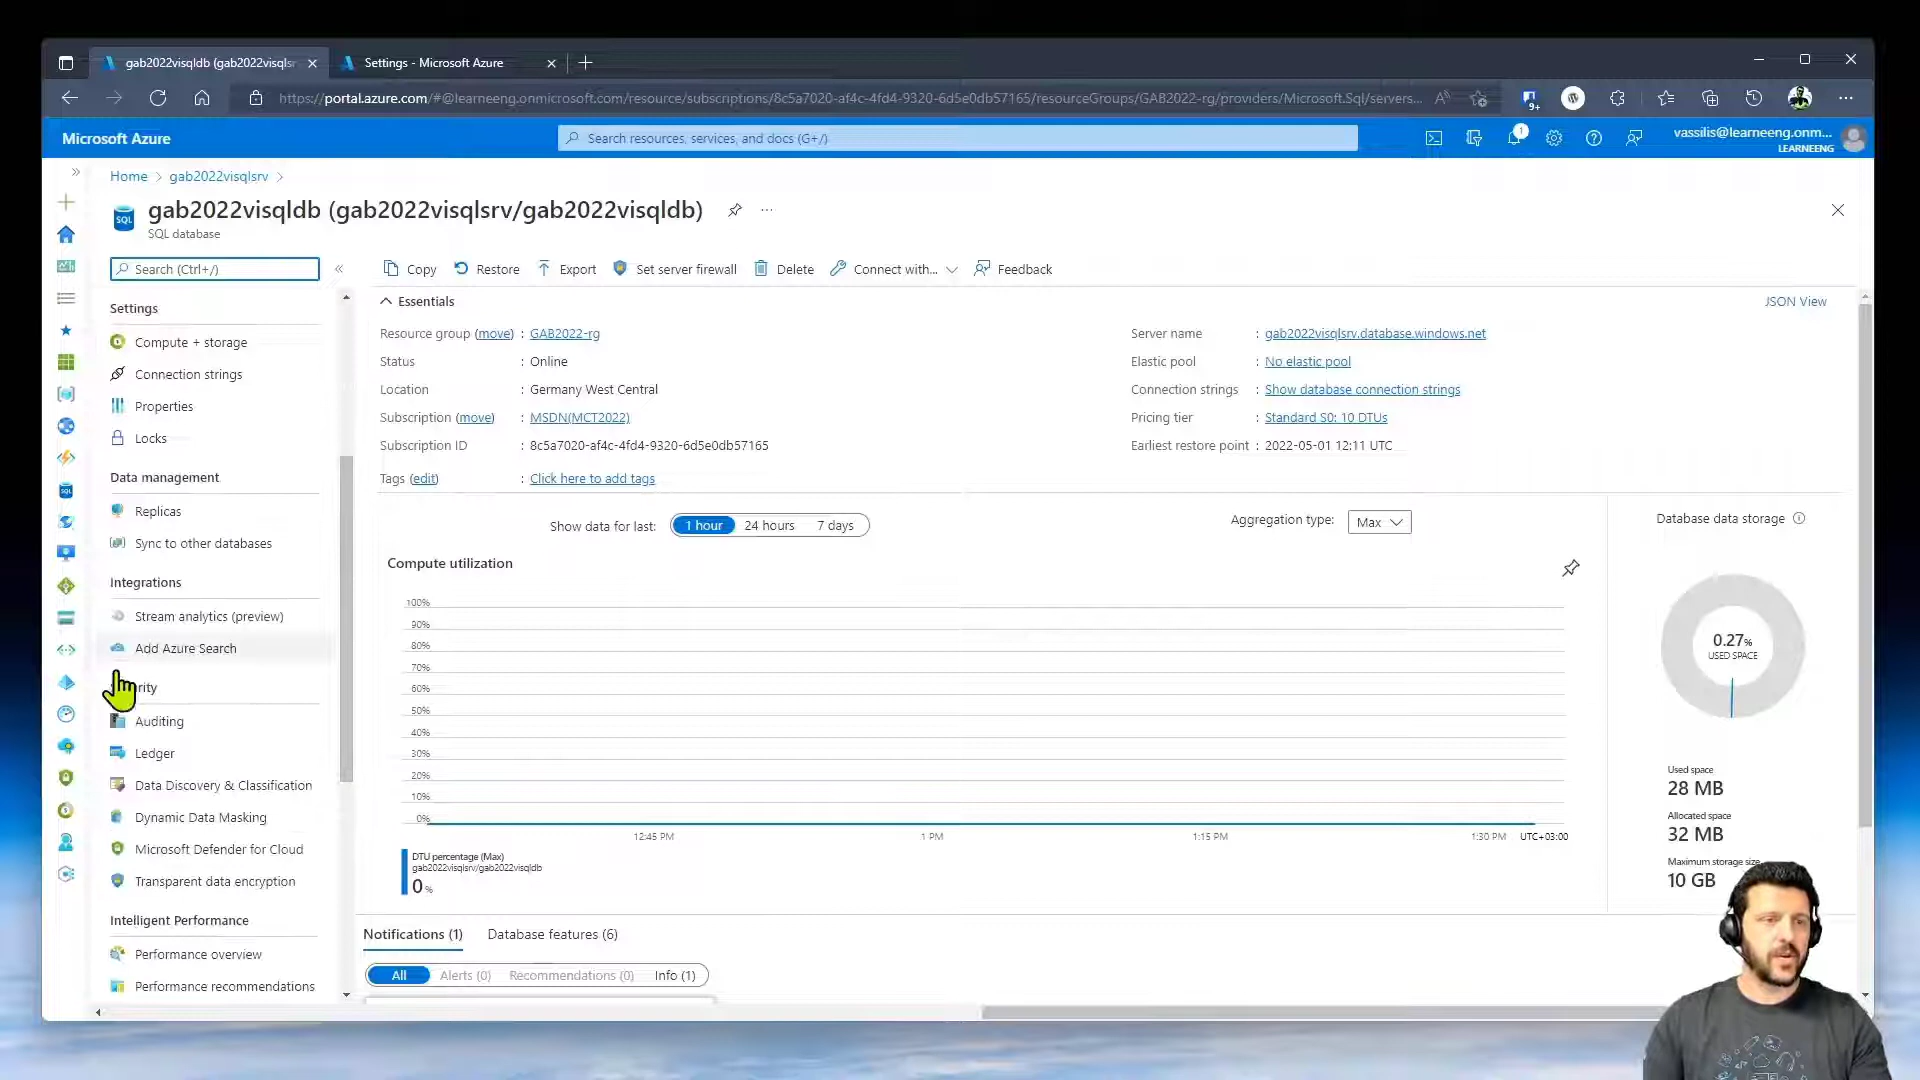 gab2022visqldb (gab2022visqlsr
Settings - Microsoft Azure
https://portal.azure.com/#@learneeng.onmicrosoft.com/resource/subscriptions/8c5a7020-af4c-4fd4-9320-6d5e0db57165/resourceGroups/GAB2022-rg/providers/Microsoft.Sql/servers...
9+
Microsoft Azure
Search resources, services, and docs (G+/)
1
vassilis@learneeng.onm...
LEARNEENG
Home > gab2022visqlsrv >
gab2022visqldb (gab2022visqlsrv/gab2022visqldb)
SQL database
Search (Ctrl+/)
Copy Restore Export Set server firewall Delete Connect with... Feedback
Settings
Compute + storage
Connection strings
Properties
Locks
Data management
Replicas
Sync to other databases
Integrations
Stream analytics (preview)
Add Azure Search
rity
Auditing
Ledger
Data Discovery & Classification
Dynamic Data Masking
Microsoft Defender for Cloud
Transparent data encryption
Intelligent Performance
Performance overview
Performance recommendations
Essentials
JSON View
Resource group (move) : GAB2022-rg
Status : Online
Location : Germany West Central
Subscription (move) : MSDN(MCT2022)
Subscription ID : 8c5a7020-af4c-4fd4-9320-6d5e0db57165
Tags (edit) : Click here to add tags
Server name : gab2022visqlsrv.database.windows.net
Elastic pool : No elastic pool
Connection strings : Show database connection strings
Pricing tier : Standard S0: 10 DTUs
Earliest restore point : 2022-05-01 12:11 UTC
Show data for last: 1 hour 24 hours 7 days
Aggregation type: Max
Compute utilization
100%
90%
80%
70%
60%
50%
40%
30%
20%
10%
0%
12:45 PM 1 PM 1:15 PM 1:30 PM UTC+03:00
DTU percentage (Max)
gab2022visqlsrv/gab2022visqldb
0 %
Database data storage
0.27%
USED SPACE
Used space
28 MB
Allocated space
32 MB
Maximum storage size
10 GB
Notifications (1) Database features (6)
All Alerts (0) Recommendations (0) Info (1)